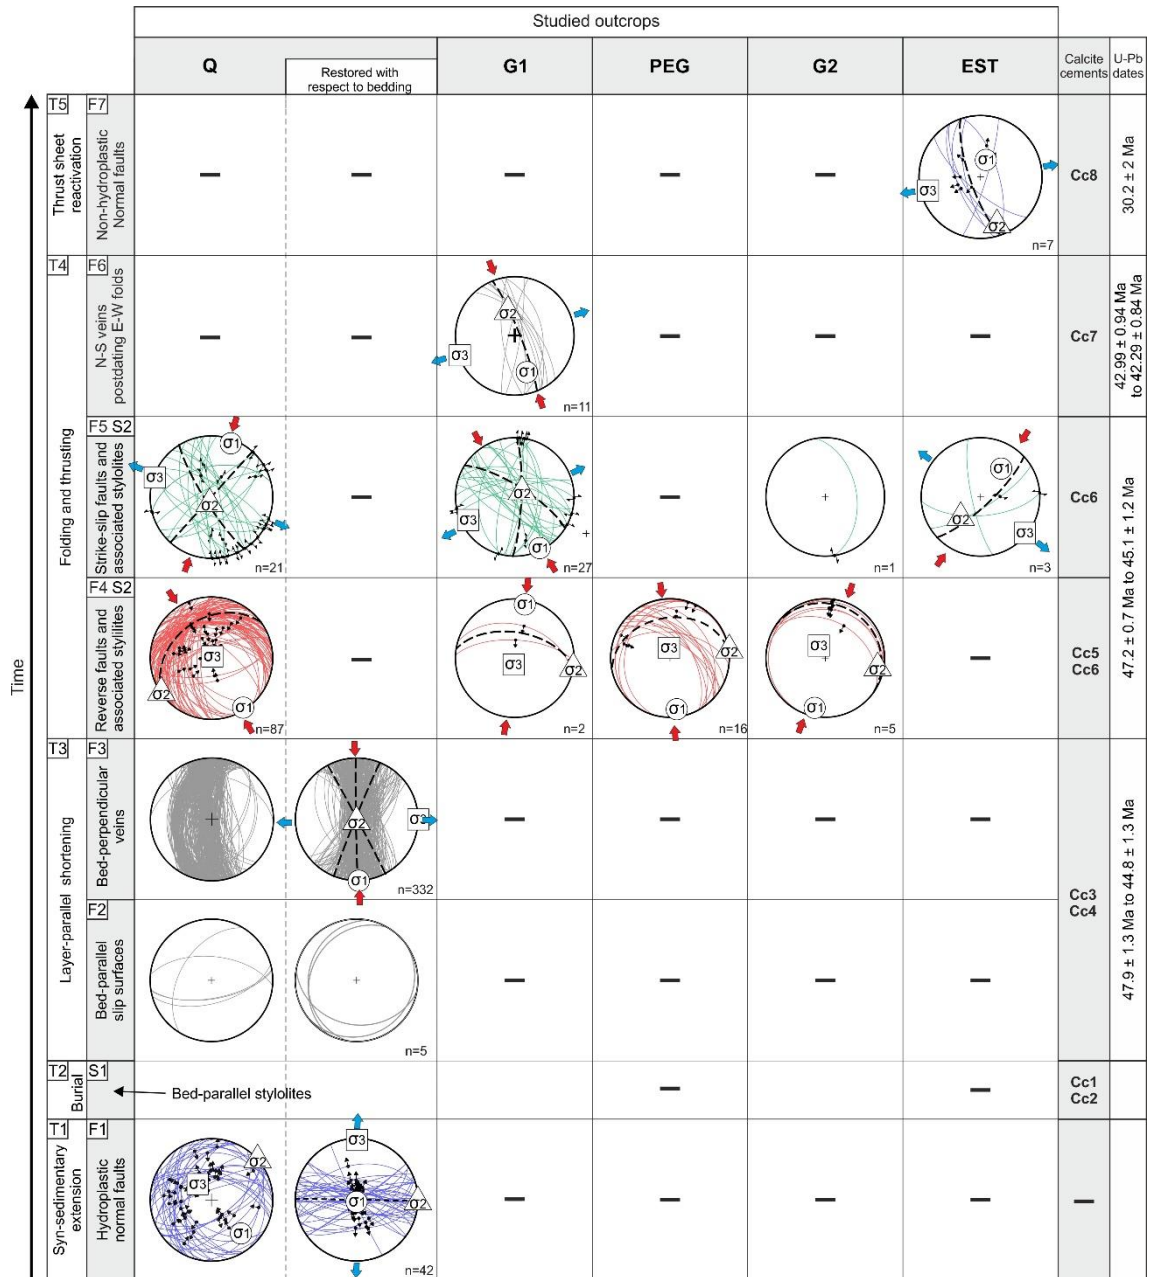 Studied outcrops
Q
Restored with
respect to bedding
G1
PEG
G2
EST
Calcite
cements
U-Pb
dates
Time
T5
Thrust sheet
reactivation
F7
Non-hydroplastic
Normal faults
—
—
—
—
—
σ1
σ3
σ2
n=7
Cc8
30.2 ± 2 Ma
T4
Folding and thrusting
F6
N-S veins
postdating E-W folds
—
—
σ2
σ3
σ1
n=11
—
—
—
Cc7
42.99 ± 0.94 Ma
to 42.29 ± 0.84 Ma
F5 S2
Strike-slip faults and
associated stylolites
σ1
σ3
σ2
n=21
—
σ2
σ3
σ1
n=27
—
n=1
σ1
σ2
σ3
n=3
Cc6
47.2 ± 0.7 Ma to 45.1 ± 1.2 Ma
F4 S2
Reverse faults and
associated stylilites
σ3
σ2
σ1
n=87
—
σ1
σ3
σ2
n=2
σ3
σ2
σ1
n=16
σ3
σ2
σ1
n=5
—
Cc5
Cc6
T3
Layer-parallel shortening
F3
Bed-perpendicular
veins
σ2
σ3
σ1
n=332
—
—
—
—
Cc3
Cc4
47.9 ± 1.3 Ma to 44.8 ± 1.3 Ma
F2
Bed-parallel
slip surfaces
n=5
—
—
—
—
T2
Burial
S1
Bed-parallel stylolites
—
—
Cc1
Cc2
T1
Syn-sedimentary
extension
F1
Hydroplastic
normal faults
σ2
σ3
σ1
σ3
σ1
σ2
n=42
—
—
—
—
—